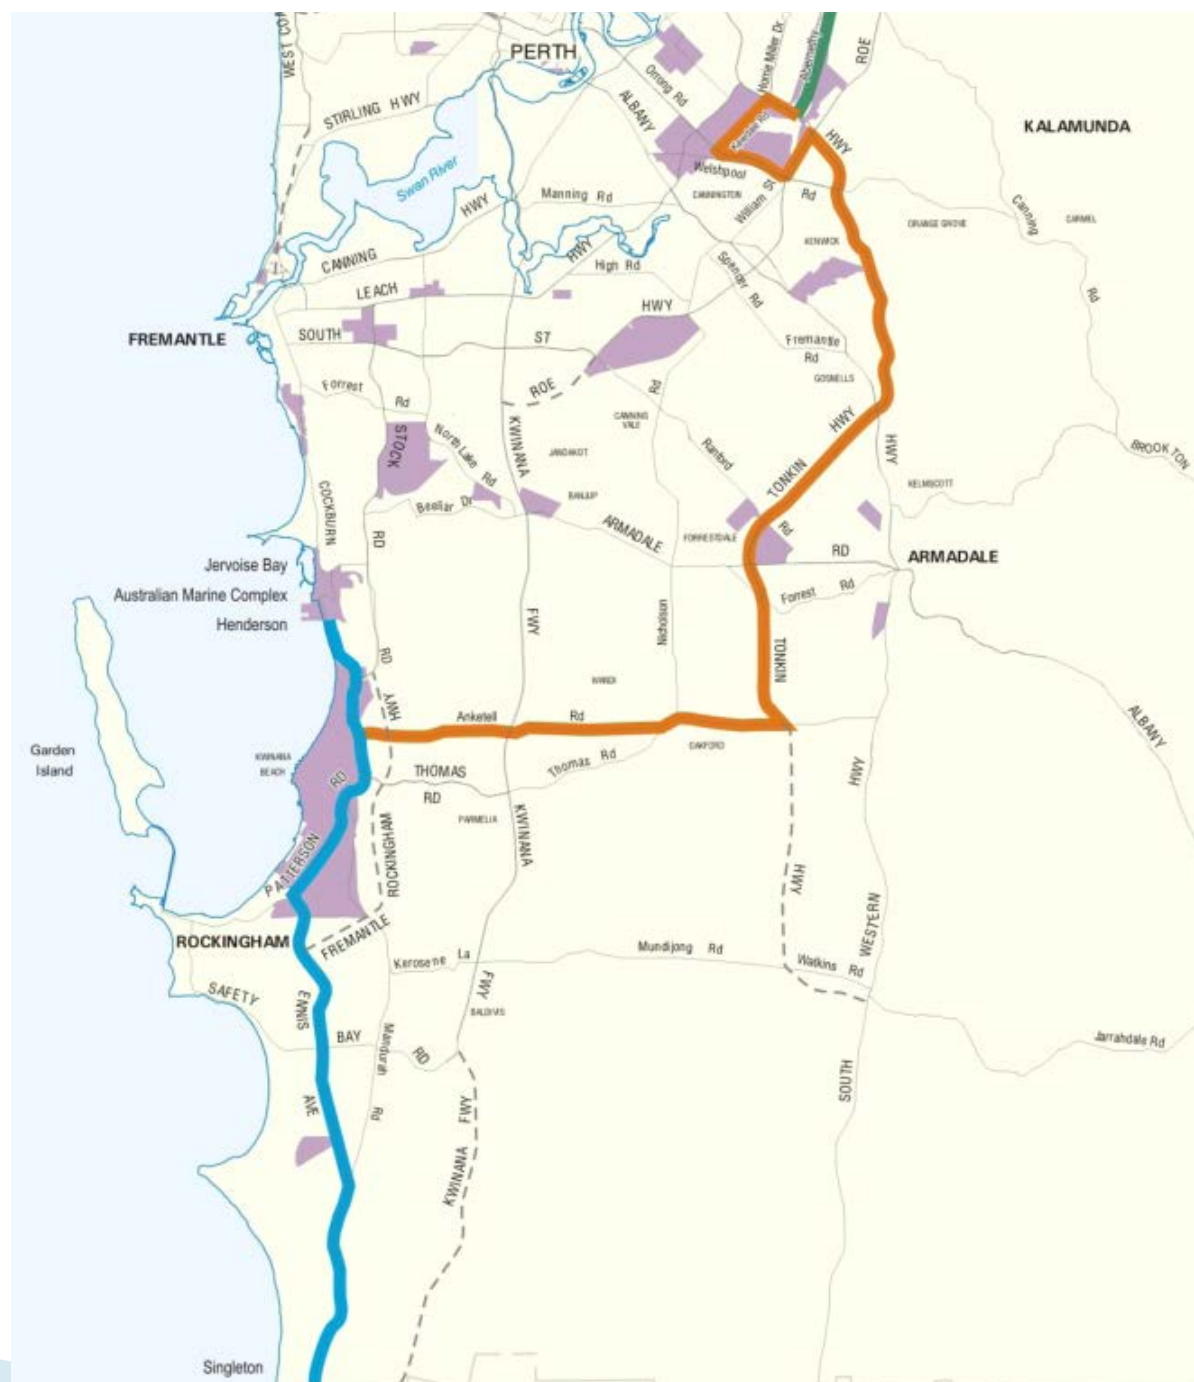 WEST CO
PERTH
Horrie Miller Dr
Abernethy
ROE
Orrong Rd
ALBANY
STIRLING HWY
KALAMUNDA
Kewdale Rd
HWY
Swan River
Welshpool
Rd
CANNINGTON
William St
Manning Rd
HWY
Canning
Rd
CARMEL
ORANGE GROVE
KENWICK
CANNING
HWY
High Rd
Spencer Rd
LEACH
HWY
FREMANTLE
SOUTH
ST
Fremantle
Rd
GOSNELLS
Forrest
Rd
ROE
Rd
CANNING
VALE
HWY
HWY
KWINANA
STOCK
North Lake
Rd
JANDAKOT
Ranford
Rd
BROOKTON
TONKIN
KELMSCOTT
COCKBURN
Beeliar Dr
BANJUP
ARMADALE
FORRESTDALE
RD
RD
ARMADALE
Jervoise Bay
Australian Marine Complex
Henderson
Forrest Rd
FWY
Nicholson
TONKIN
RD
WANDI
HWY
Anketell Rd
OAKFORD
ALBANY
HWY
Garden
Island
KWINANA
BEACH
RD
THOMAS
RD
Thomas Rd
HWY
PARMELIA
KWINANA
PATTERSON
ROCKINGHAM
HWY
WESTERN
ROCKINGHAM
FREMANTLE
Kerosene La
Mundijong Rd
Watkins Rd
SAFETY
ENNIS
FWY
BALDIVIS
BAY
Mandurah
Rd
RD
Jarrahdale Rd
AVE
FWY
SOUTH
KWINANA
Singleton